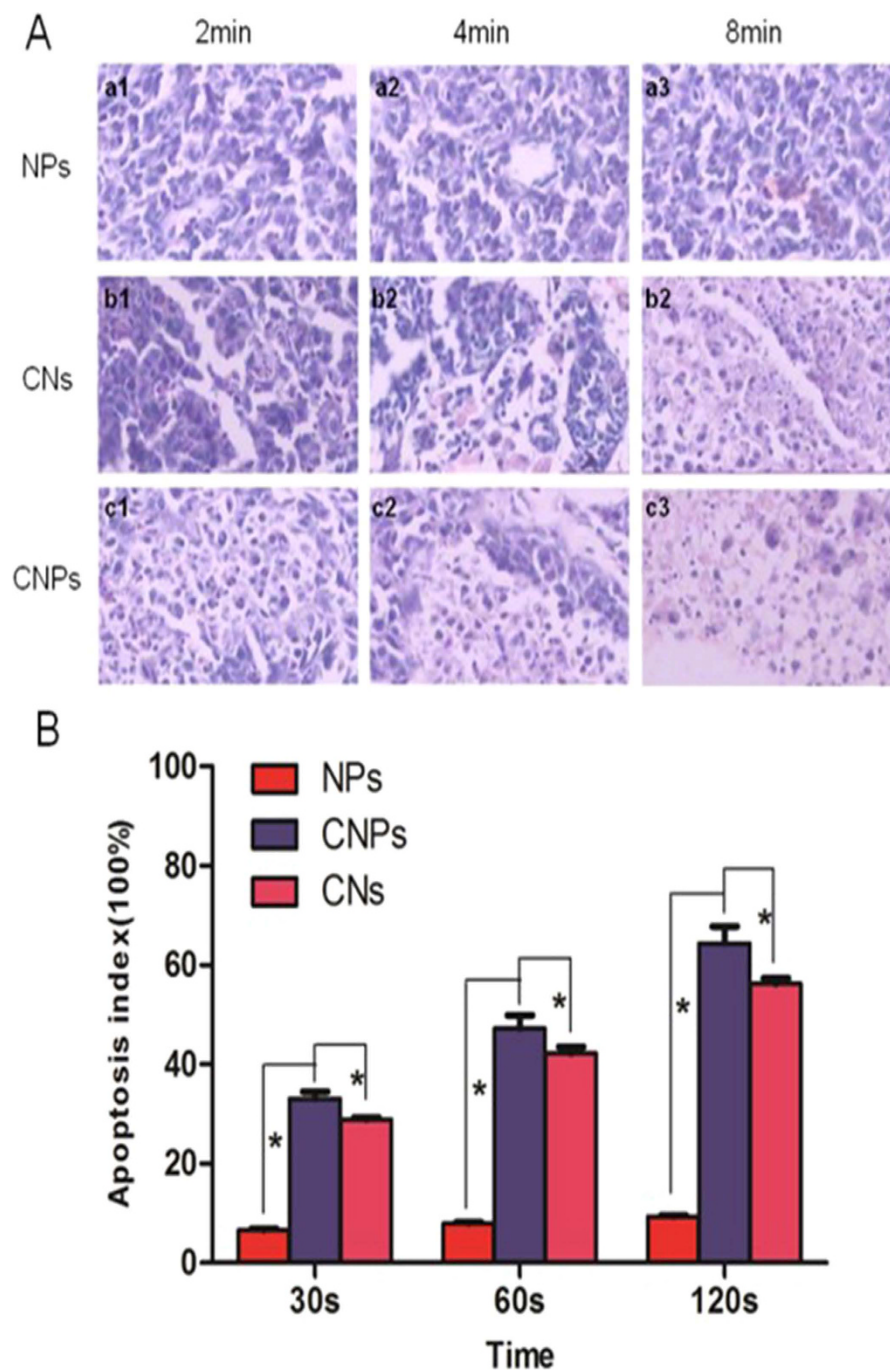 A
2min 4min 8min
NPs
a1 a2 a3
CNs
b1 b2 b2
CNPs
c1 c2 c3
B
Apoptosis index(100%)
100
80
60
40
20
0
NPs
CNPs
CNs
* * * * * *
30s 60s 120s
Time